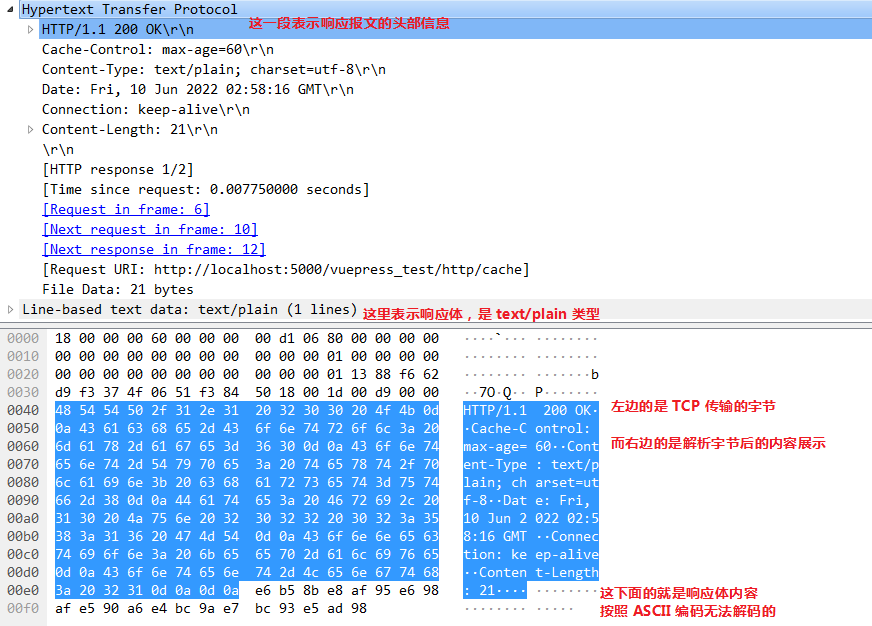 Hypertext Transfer Protocol
HTTP/1.1 200 OK\r\n 这一段表示响应报文的头部信息
Cache-Control: max-age=60\r\n
Content-Type: text/plain; charset=utf-8\r\n
Date: Fri, 10 Jun 2022 02:58:16 GMT\r\n
Connection: keep-alive\r\n
Content-Length: 21\r\n
\r\n
[HTTP response 1/2]
[Time since request: 0.007750000 seconds]
[Request in frame: 6]
[Next request in frame: 10]
[Next response in frame: 12]
[Request URI: http://localhost:5000/vuepress_test/http/cache]
File Data: 21 bytes
Line-based text data: text/plain (1 lines) 这里表示响应体，是 text/plain 类型
0000 18 00 00 00 60 00 00 00 00 d1 06 80 00 00 00 00 ····`··· ········
0010 00 00 00 00 00 00 00 00 00 00 00 01 00 00 00 00 ········ ········
0020 00 00 00 00 00 00 00 00 00 00 00 01 13 88 f6 62 ········ ·······b
0030 d9 f3 37 4f 06 51 f3 84 50 18 00 1d 00 d9 00 00 ··7O·Q·· P·······
0040 48 54 54 50 2f 31 2e 31 20 32 30 30 20 4f 4b 0d HTTP/1.1 200 OK·
0050 0a 43 61 63 68 65 2d 43 6f 6e 74 72 6f 6c 3a 20 ·Cache-C ontrol:
0060 6d 61 78 2d 61 67 65 3d 36 30 0d 0a 43 6f 6e 74 max-age= 60··Cont
0070 65 6e 74 2d 54 79 70 65 3a 20 74 65 78 74 2f 70 ent-Type : text/p
0080 6c 61 69 6e 3b 20 63 68 61 72 73 65 74 3d 75 74 lain; ch arset=ut
0090 66 2d 38 0d 0a 44 61 74 65 3a 20 46 72 69 2c 20 f-8··Dat e: Fri,
00a0 31 30 20 4a 75 6e 20 32 30 32 32 20 30 32 3a 35 10 Jun 2 022 02:5
00b0 38 3a 31 36 20 47 4d 54 0d 0a 43 6f 6e 6e 65 63 8:16 GMT ··Connec
00c0 74 69 6f 6e 3a 20 6b 65 65 70 2d 61 6c 69 76 65 tion: ke ep-alive
00d0 0d 0a 43 6f 6e 74 65 6e 74 2d 4c 65 6e 67 74 68 ··Conten t-Length
00e0 3a 20 32 31 0d 0a 0d 0a e6 b5 8b e8 af 95 e6 98 : 21···· ········
00f0 af e5 90 a6 e4 bc 9a e7 bc 93 e5 ad 98 ········ ·····
左边的是 TCP 传输的字节
而右边的是解析字节后的内容展示
这下面的就是响应体内容
按照 ASCII 编码无法解码的